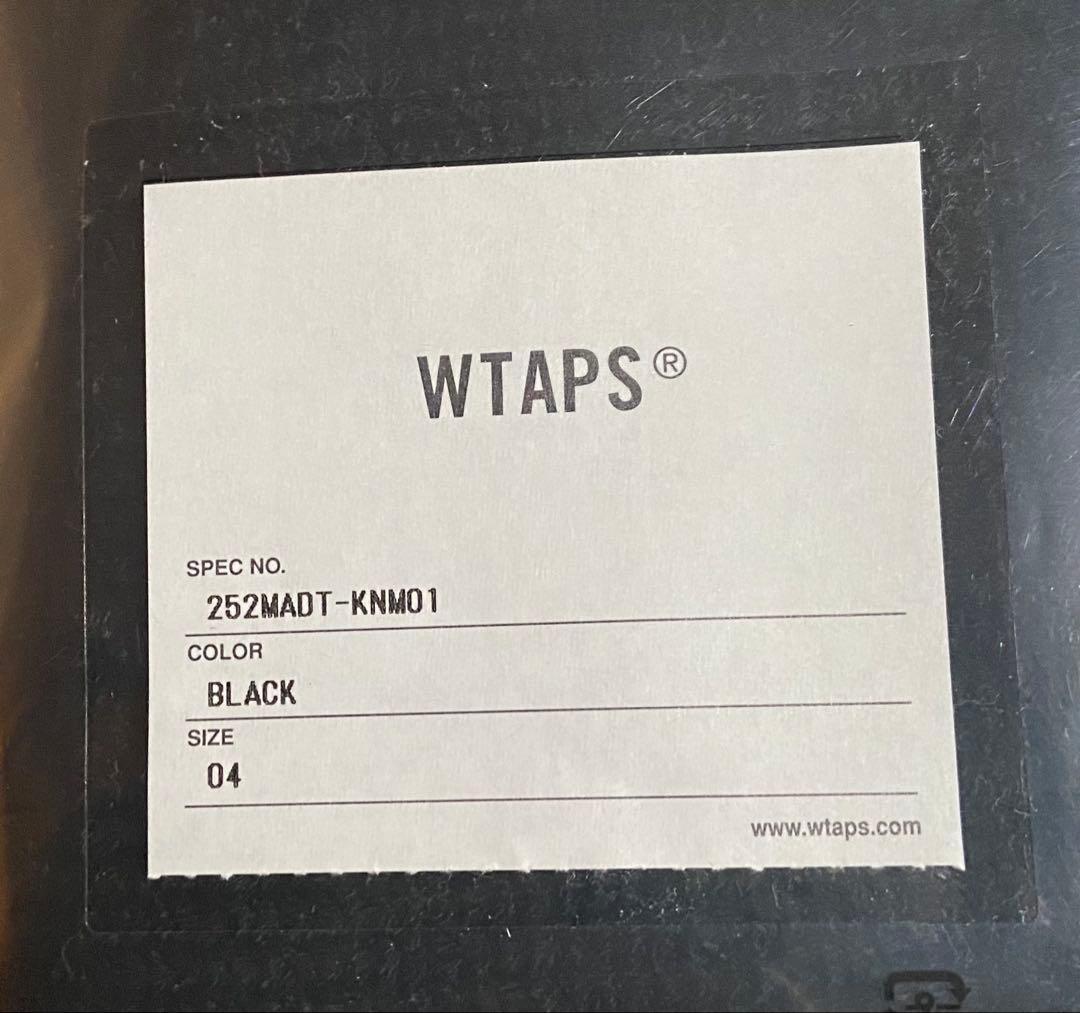 WTAPS®
SPEC NO.
252MADT-KNM01
COLOR
BLACK
SIZE
04
www.wtaps.com